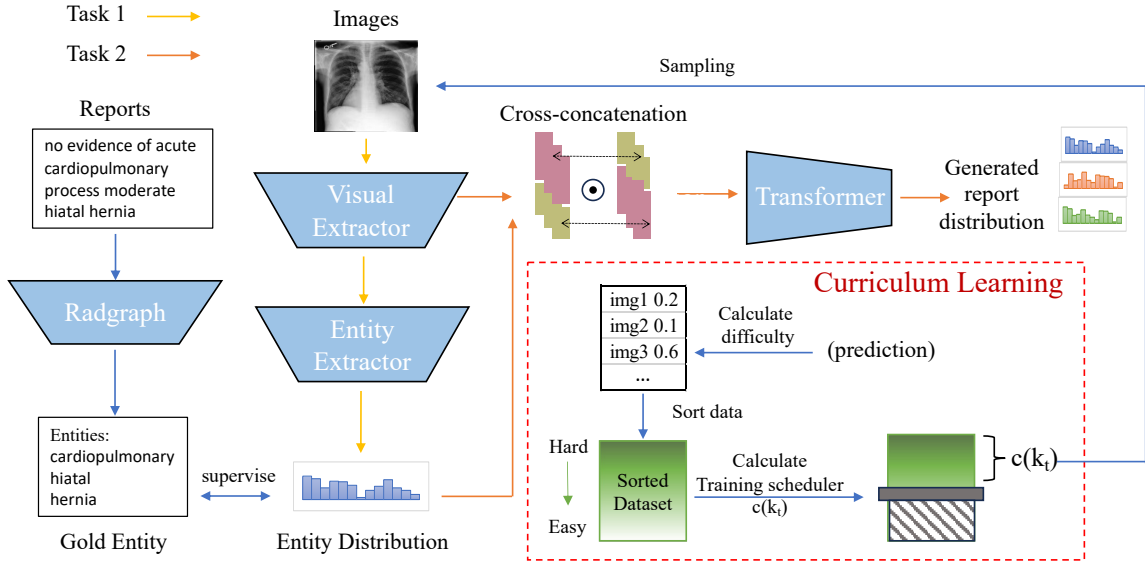 Task 1
Task 2
Images
Sampling
Reports
no evidence of acute
cardiopulmonary
process moderate
hiatal hernia
Cross-concatenation
Visual
Extractor
Transformer
Generated
report
distribution
Radgraph
Entity
Extractor
Curriculum Learning
img1 0.2
img2 0.1
img3 0.6
...
Calculate
difficulty
(prediction)
Sort data
Entities:
cardiopulmonary
hiatal
hernia
supervise
Hard
Easy
Sorted
Dataset
Calculate
Training scheduler
c(kₜ)
c(kₜ)
Gold Entity
Entity Distribution